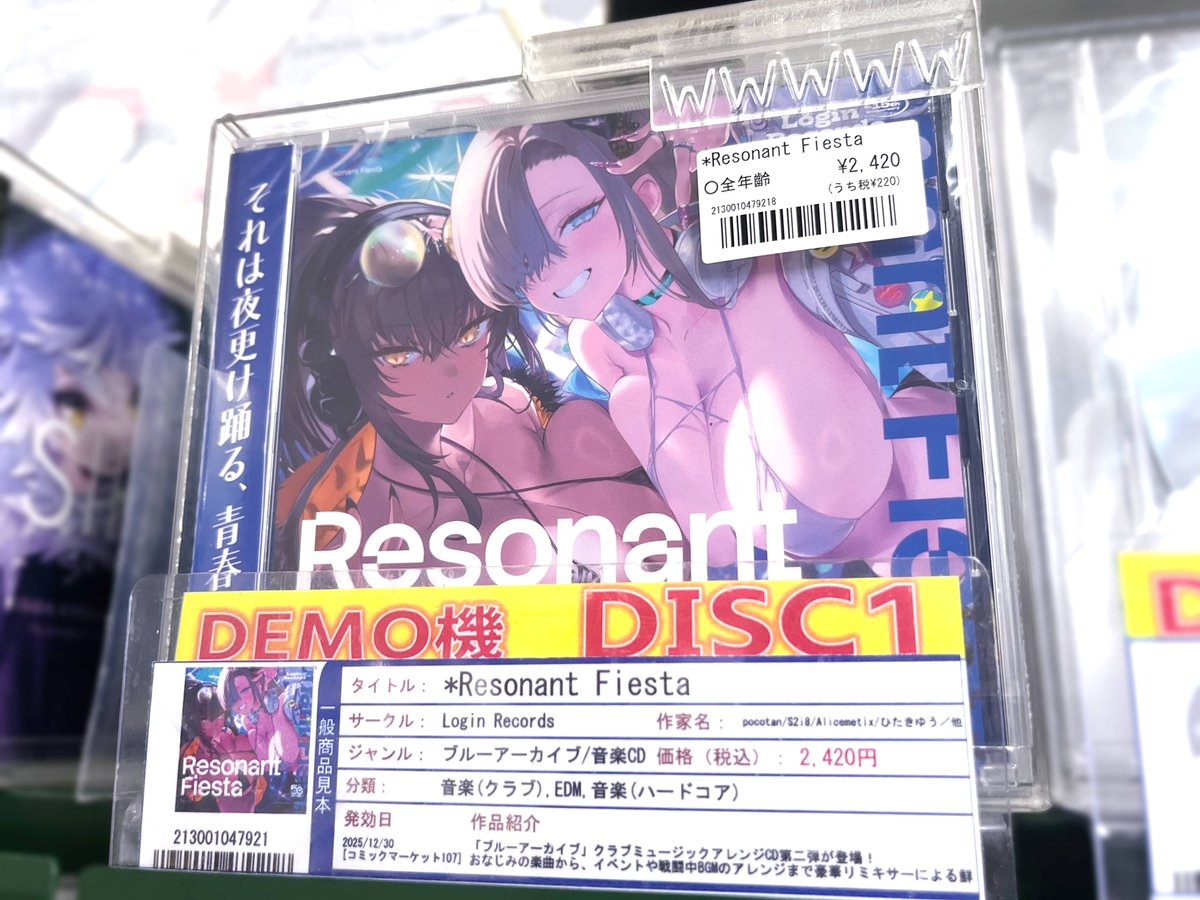 WWWWW
Login
*Resonant Fiesta
¥2,420
〇全年齢
(うち税¥220)
2130010479218
Resonant Fiesta
それは夜更け踊る、青春
Resonant
DEMO機 DISC1
Resonant
Fiesta
一般商品見本
タイトル: *Resonant Fiesta
サークル: Login Records 作家名: pocotan/S2i8/Alicemetix/ひたきゆう/他
ジャンル: ブルーアーカイブ/音楽CD 価格(税込): 2,420円
分類: 音楽(クラブ),EDM,音楽(ハードコア)
発効日 作品紹介
2025/12/30
[コミックマーケット107]
「ブルーアーカイブ」クラブミュージックアレンジCD第二弾が登場!
おなじみの楽曲から、イベントや戦闘中BGMのアレンジまで豪華リミキサーによる鮮
213001047921